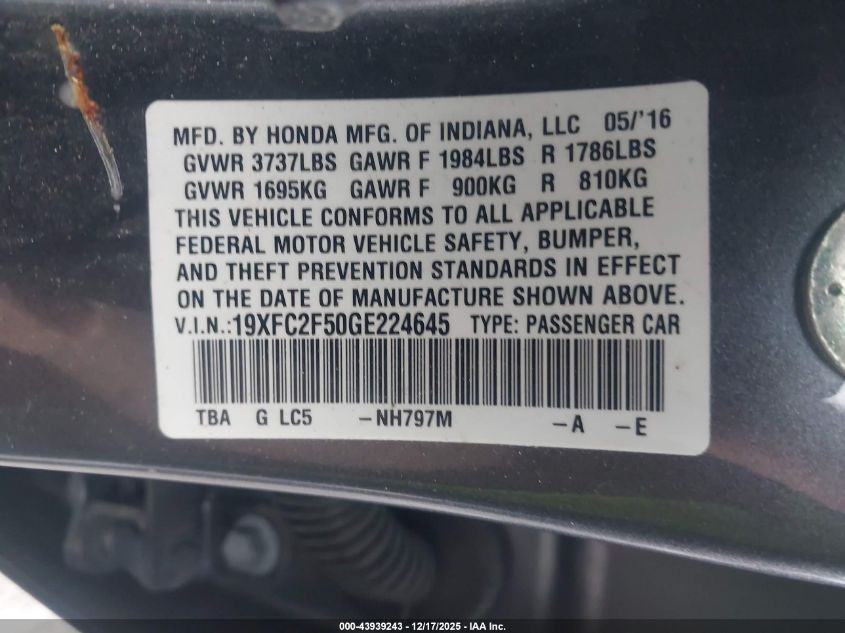 MFD. BY HONDA MFG. OF INDIANA, LLC 05/'16
GVWR 3737LBS GAWR F 1984LBS R 1786LBS
GVWR 1695KG GAWR F 900KG R 810KG
THIS VEHICLE CONFORMS TO ALL APPLICABLE
FEDERAL MOTOR VEHICLE SAFETY, BUMPER,
AND THEFT PREVENTION STANDARDS IN EFFECT
ON THE DATE OF MANUFACTURE SHOWN ABOVE.
V.I.N.:19XFC2F50GE224645 TYPE: PASSENGER CAR
TBA G LC5 -NH797M -A -E
000-43939243 - 12/17/2025 - IAA Inc.